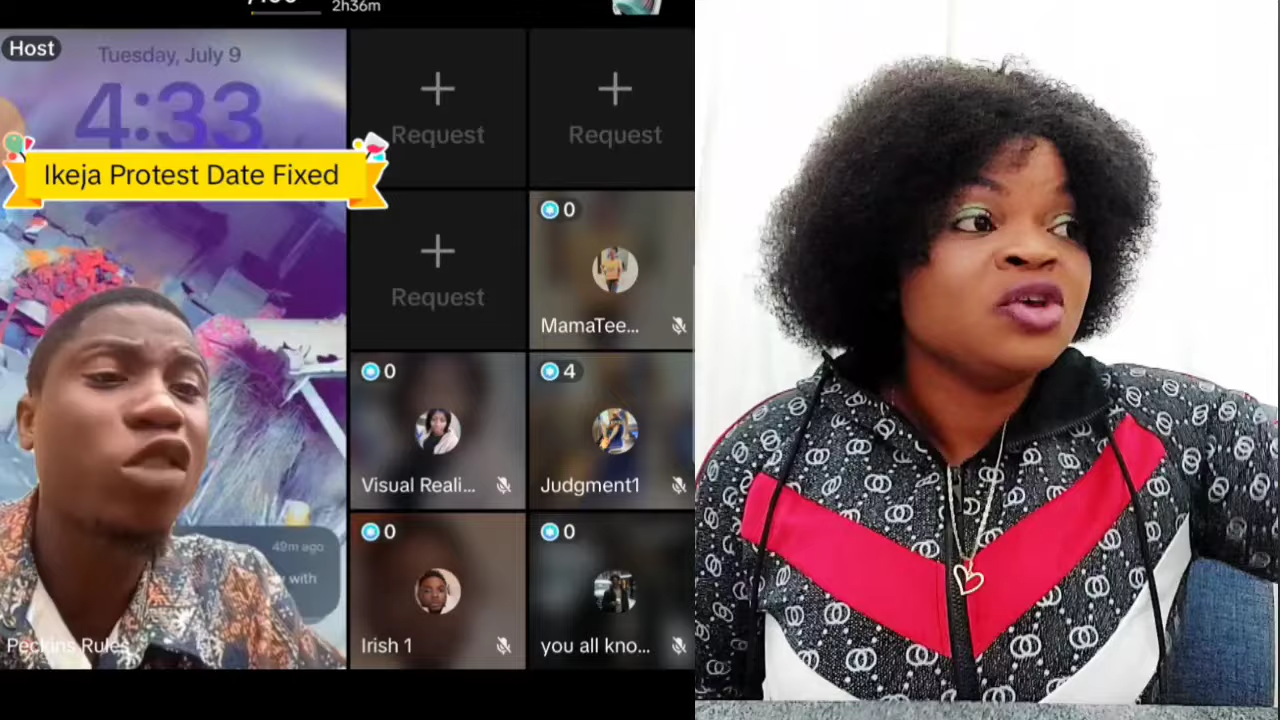 2h36m
Host
Tuesday, July 9
4:33
Request
Request
Ikeja Protest Date Fixed
Request
0
MamaTee...
0
Visual Reali...
4
Judgment1
49m ago
with
Peckins Rules
0
Irish 1
0
you all kno...